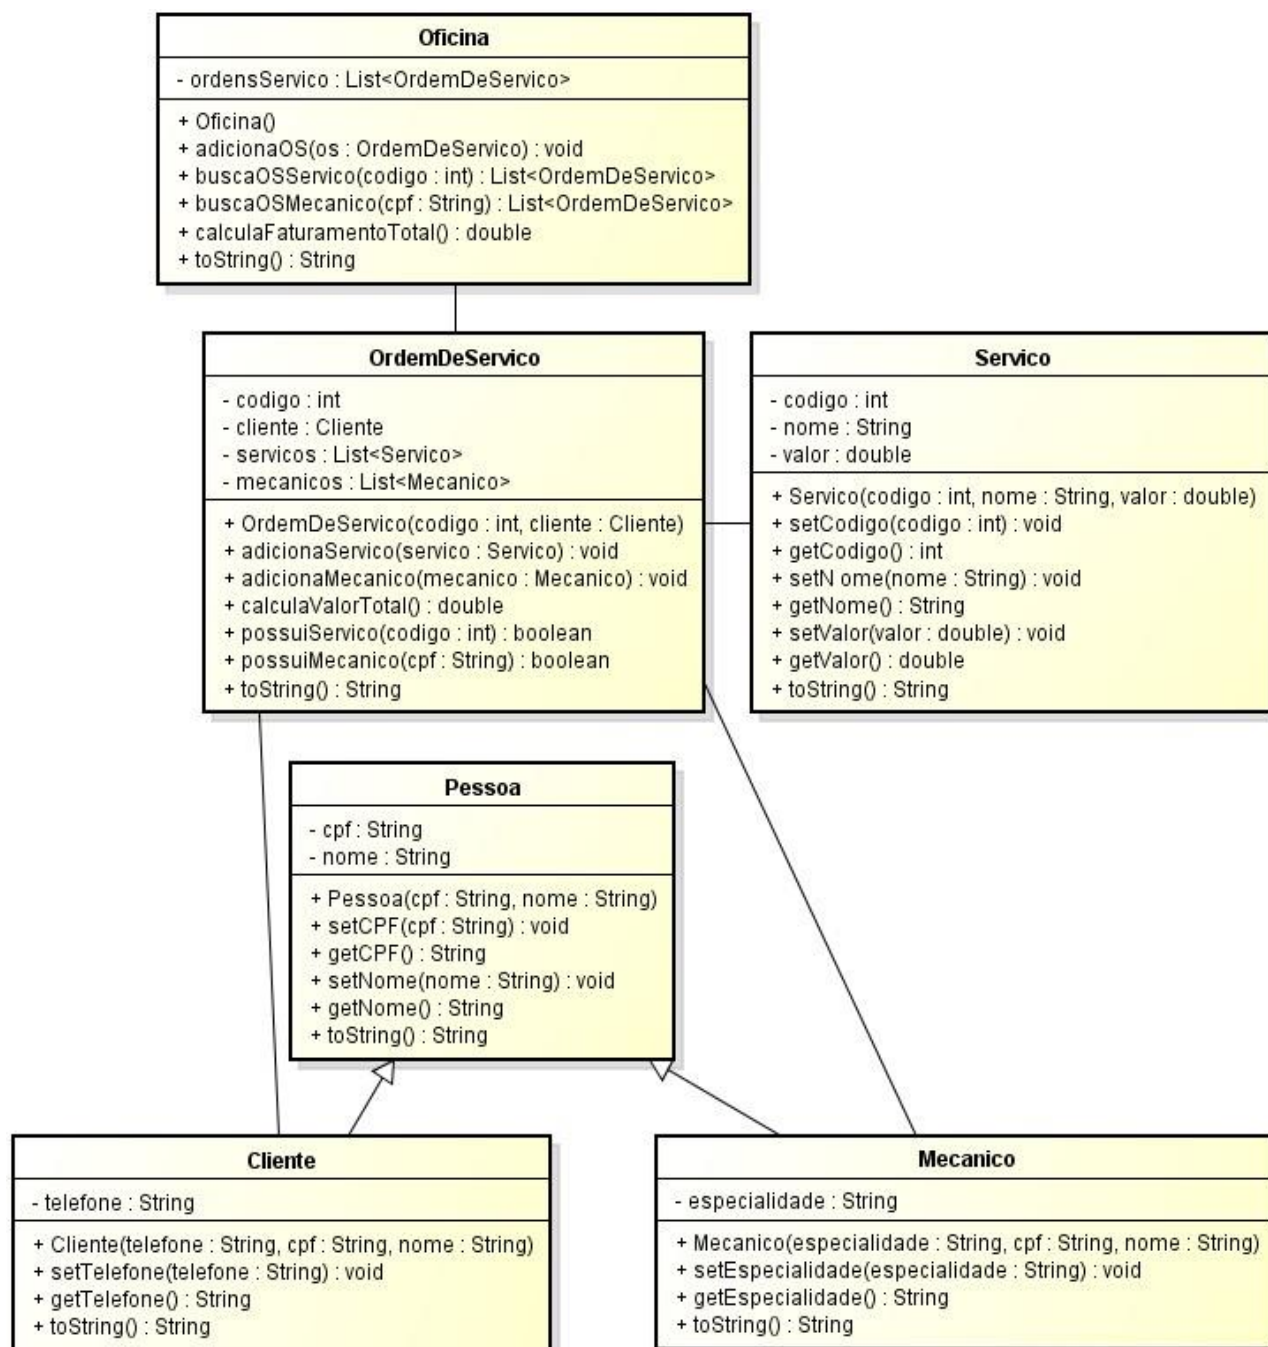 Oficina
- ordensServico : List<OrdemDeServico>
+ Oficina()
+ adicionaOS(os : OrdemDeServico) : void
+ buscaOSServico(codigo : int) : List<OrdemDeServico>
+ buscaOSMecanico(cpf : String) : List<OrdemDeServico>
+ calculaFaturamentoTotal() : double
+ toString() : String
OrdemDeServico
- codigo : int
- cliente : Cliente
- servicos : List<Servico>
- mecanicos : List<Mecanico>
+ OrdemDeServico(codigo : int, cliente : Cliente)
+ adicionaServico(servico : Servico) : void
+ adicionaMecanico(mecanico : Mecanico) : void
+ calculaValorTotal() : double
+ possuiServico(codigo : int) : boolean
+ possuiMecanico(cpf : String) : boolean
+ toString() : String
Servico
- codigo : int
- nome : String
- valor : double
+ Servico(codigo : int, nome : String, valor : double)
+ setCodigo(codigo : int) : void
+ getCodigo() : int
+ setN ome(nome : String) : void
+ getNome() : String
+ setValor(valor : double) : void
+ getValor() : double
+ toString() : String
Pessoa
- cpf : String
- nome : String
+ Pessoa(cpf : String, nome : String)
+ setCPF(cpf : String) : void
+ getCPF() : String
+ setNome(nome : String) : void
+ getNome() : String
+ toString() : String
Cliente
- telefone : String
+ Cliente(telefone : String, cpf : String, nome : String)
+ setTelefone(telefone : String) : void
+ getTelefone() : String
+ toString() : String
Mecanico
- especialidade : String
+ Mecanico(especialidade : String, cpf : String, nome : String)
+ setEspecialidade(especialidade : String) : void
+ getEspecialidade() : String
+ toString() : String